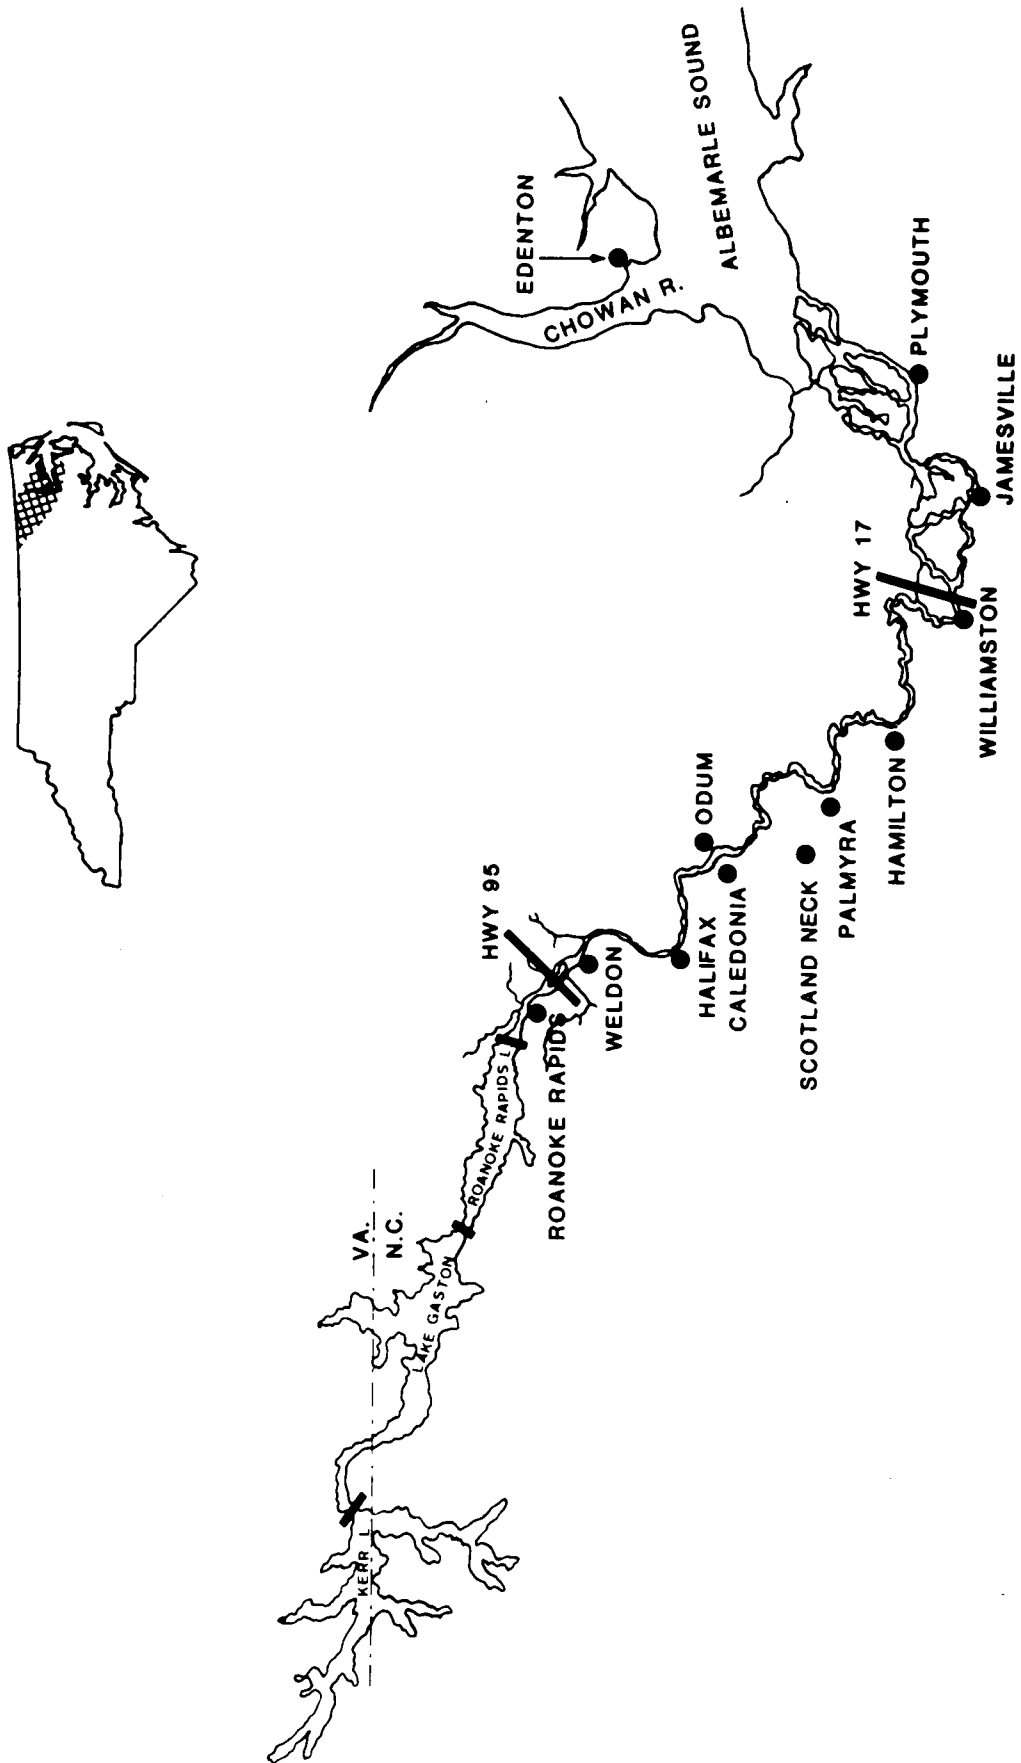 VA.
N.C.
KERR L.
LAKE GASTON
ROANOKE RAPIDS L.
ROANOKE RAPIDS
HWY 95
WELDON
HALIFAX
CALEDONIA
ODUM
SCOTLAND NECK
PALMYRA
HAMILTON
HWY 17
WILLIAMSTON
JAMESVILLE
PLYMOUTH
EDENTON
CHOWAN R.
ALBEMARLE SOUND